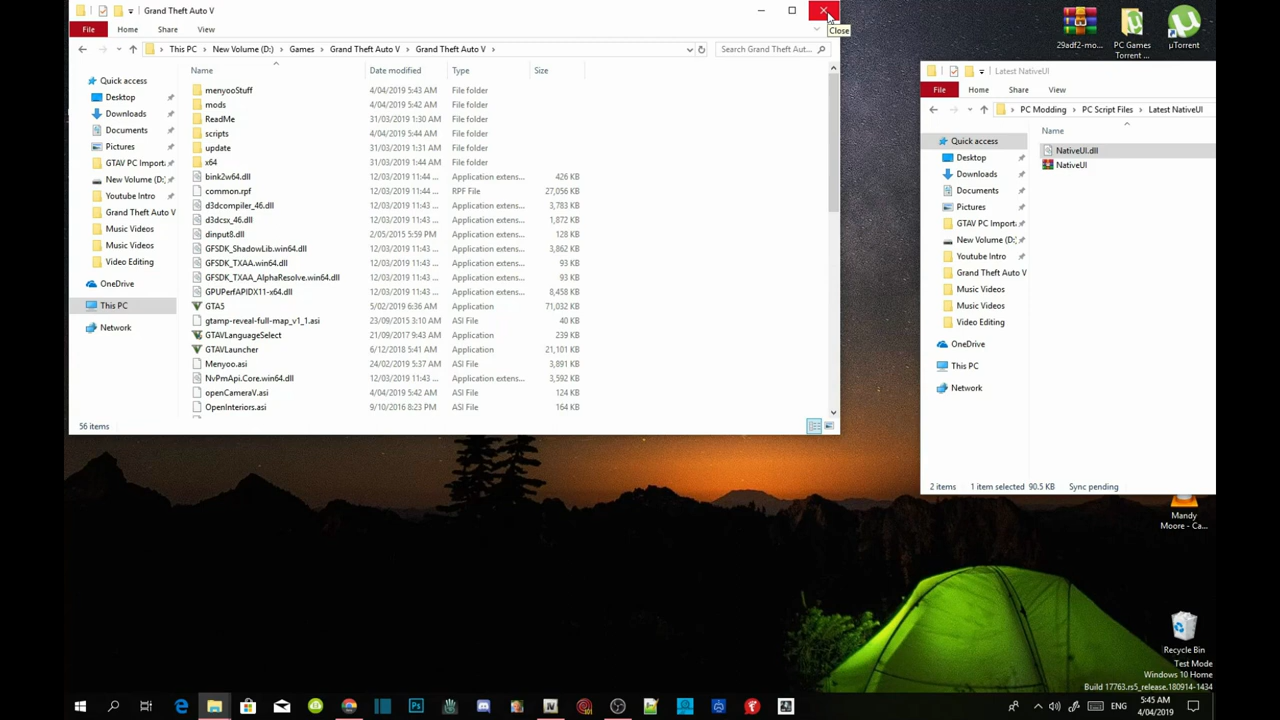 Grand Theft Auto V
Close
File Home Share View
This PC New Volume (D:) Games Grand Theft Auto V Grand Theft Auto V
Search Grand Theft Aut...
Quick access
Desktop
Downloads
Documents
Pictures
GTAV PC Import
New Volume (D:)
Youtube Intro
Grand Theft Auto V
Music Videos
Music Videos
Video Editing
OneDrive
This PC
Network
Name Date modified Type Size
menyooStuff 4/04/2019 5:43 AM File folder
mods 4/04/2019 5:42 AM File folder
ReadMe 31/03/2019 1:30 AM File folder
scripts 4/04/2019 5:44 AM File folder
update 31/03/2019 1:31 AM File folder
x64 31/03/2019 1:44 AM File folder
bink2w64.dll 12/03/2019 11:44 ... Application extens... 426 KB
common.rpf 12/03/2019 11:44 ... RPF File 27,056 KB
d3dcompiler_46.dll 12/03/2019 11:44 ... Application extens... 3,783 KB
d3dcsx_46.dll 12/03/2019 11:44 ... Application extens... 1,872 KB
dinput8.dll 2/05/2015 5:59 PM Application extens... 128 KB
GFSDK_ShadowLib.win64.dll 12/03/2019 11:43 ... Application extens... 3,862 KB
GFSDK_TXAA.win64.dll 12/03/2019 11:43 ... Application extens... 93 KB
GFSDK_TXAA_AlphaResolve.win64.dll 12/03/2019 11:43 ... Application extens... 93 KB
GPUPerfAPIDX11-x64.dll 12/03/2019 11:43 ... Application extens... 8,458 KB
GTA5 5/02/2019 6:36 AM Application 71,032 KB
gtamp-reveal-full-map_v1_1.asi 23/09/2015 3:10 AM ASI File 40 KB
GTAVLanguageSelect 21/09/2017 9:43 AM Application 239 KB
GTAVLauncher 6/12/2018 5:41 AM Application 21,101 KB
Menyoo.asi 24/02/2019 5:37 AM ASI File 3,891 KB
NvPmApi.Core.win64.dll 12/03/2019 11:43 ... Application extens... 3,592 KB
openCameraV.asi 4/04/2019 5:42 AM ASI File 124 KB
OpenInteriors.asi 9/10/2016 8:23 PM ASI File 164 KB
56 items
29adf2-mo...
PC Games Torrent ...
µTorrent
Latest NativeUI
File Home Share View
PC Modding PC Script Files Latest NativeUI
Quick access
Desktop
Downloads
Documents
Pictures
GTAV PC Import
New Volume (D:)
Youtube Intro
Grand Theft Auto V
Music Videos
Music Videos
Video Editing
OneDrive
This PC
Network
Name
NativeUI.dll
NativeUI
2 items 1 item selected 90.5 KB Sync pending
Mandy
Moore - Ca...
Recycle Bin
Test Mode
Windows 10 Home
Build 17763.rs5_release.180914-1434
ENG
5:45 AM
4/04/2019